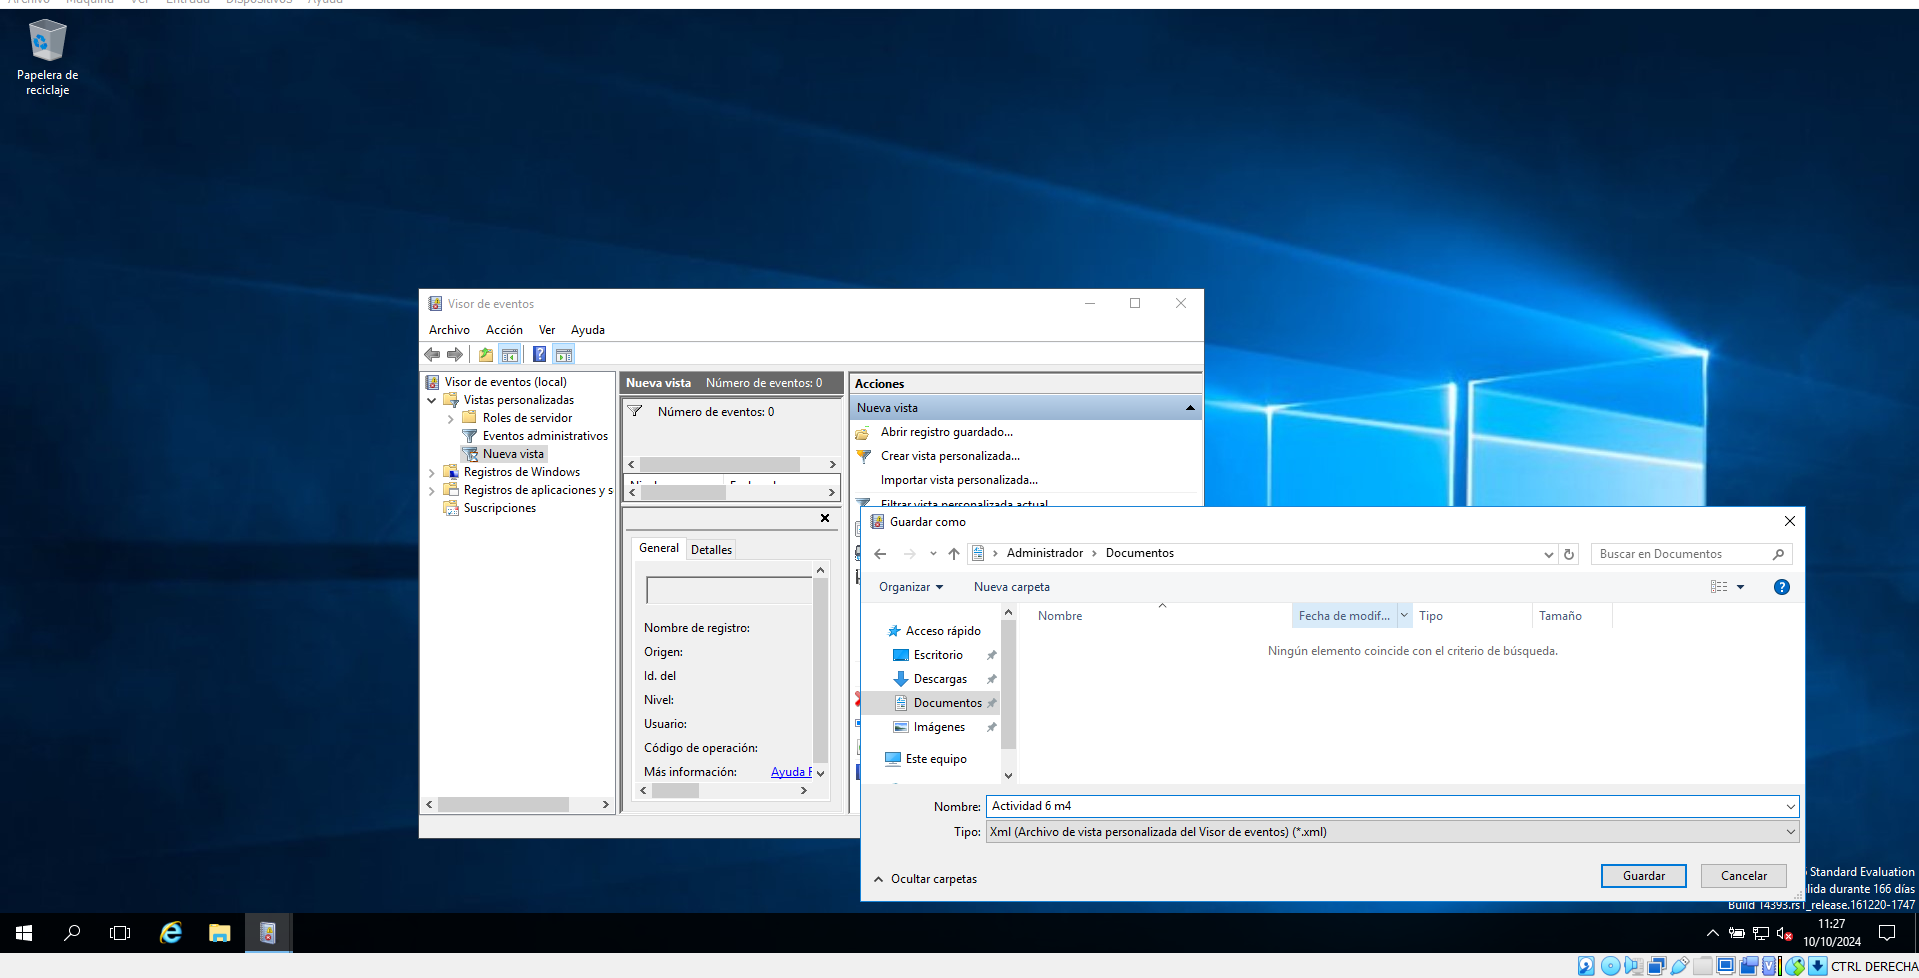 Archivo Máquina Ver Entrada Dispositivos Ayuda
Papelera de
reciclaje
Visor de eventos
Archivo Acción Ver Ayuda
Visor de eventos (local)
Vistas personalizadas
Roles de servidor
Eventos administrativos
Nueva vista
Registros de Windows
Registros de aplicaciones y s
Suscripciones
Nueva vista Número de eventos: 0
Número de eventos: 0
General Detalles
Nombre de registro:
Origen:
Id. del
Nivel:
Usuario:
Código de operación:
Más información: Ayuda
Acciones
Nueva vista
Abrir registro guardado...
Crear vista personalizada...
Importar vista personalizada...
Filtrar vista personalizada actual
Guardar como
Administrador > Documentos
Buscar en Documentos
Organizar Nueva carpeta
Nombre Fecha de modif... Tipo Tamaño
Ningún elemento coincide con el criterio de búsqueda.
Acceso rápido
Escritorio
Descargas
Documentos
Imágenes
Este equipo
Nombre: Actividad 6 m4
Tipo: Xml (Archivo de vista personalizada del Visor de eventos) (*.xml)
Ocultar carpetas
Guardar Cancelar
Standard Evaluation
lida durante 166 días
Build 14393.rs1_release.161220-1747
11:27
10/10/2024
CTRL DERECHA